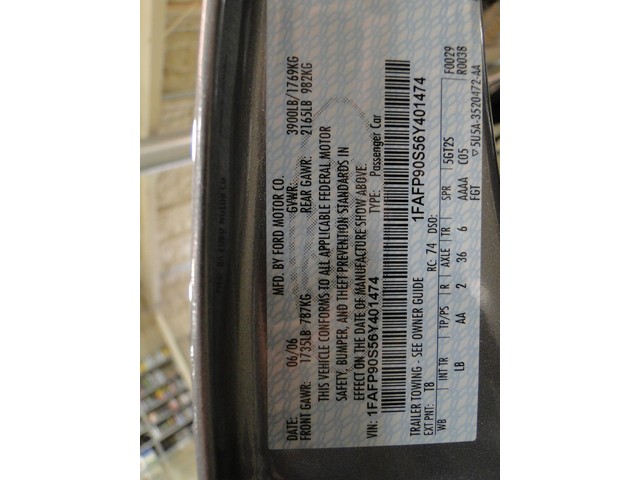 MFD. BY FORD MOTOR CO.
DATE: 06/06 GVWR: 3900LB/1769KG
FRONT GAWR: 1735LB 787KG REAR GAWR: 2165LB 982KG
THIS VEHICLE CONFORMS TO ALL APPLICABLE FEDERAL MOTOR
SAFETY, BUMPER, AND THEFT PREVENTION STANDARDS IN
EFFECT ON THE DATE OF MANUFACTURE SHOW ABOVE.
VIN: 1FAFP90S56Y401474 TYPE: Passenger Car
1FAFP90S56Y401474
TRAILER TOWING - SEE OWNER GUIDE F0029
EXT PNT: T8 RC: 74 DSO: R0038
WB INT TR TP/PS R AXLE TR SPR 5GT2S
LB AA 2 36 6 AAAA C05
FGT ▽5U5A-3520472-AA